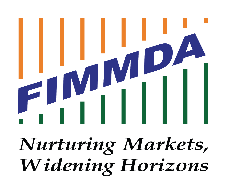 FIMMDA
Nurturing Markets,
Widening Horizons